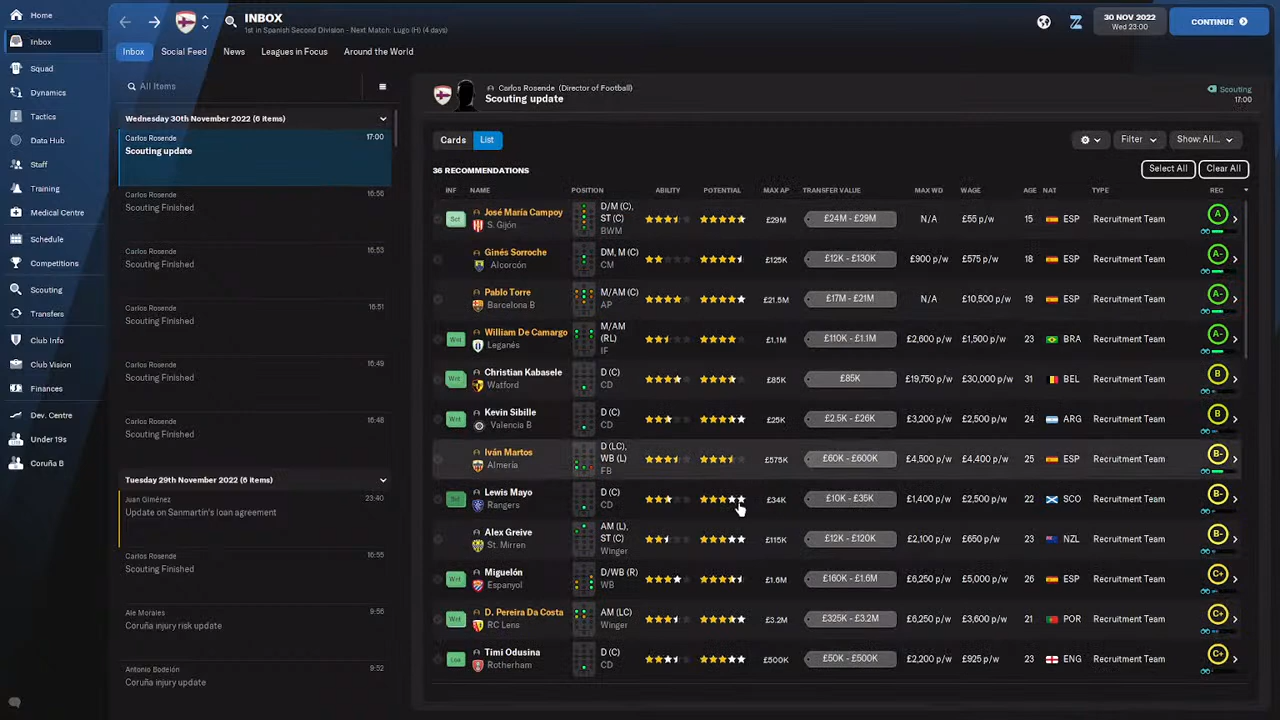 Home
Inbox
Squad
Dynamics
Tactics
Data Hub
Staff
Training
Medical Centre
Schedule
Competitions
Scouting
Transfers
Club Info
Club Vision
Finances
Dev. Centre
Under 19s
Coruña B
INBOX
1st in Spanish Second Division - Next Match: Lugo (H) (4 days)
30 NOV 2022
Wed 23:00
CONTINUE
Inbox Social Feed News Leagues in Focus Around the World
All Items
Wednesday 30th November 2022 (6 items)
Carlos Rosende 17:00
Scouting update
Carlos Rosende 16:56
Scouting Finished
Carlos Rosende 16:53
Scouting Finished
Carlos Rosende 16:51
Scouting Finished
Carlos Rosende 16:49
Scouting Finished
Carlos Rosende 16:48
Scouting Finished
Tuesday 29th November 2022 (6 items)
Juan Giménez 23:40
Update on Sanmartin's loan agreement
Carlos Rosende 16:55
Scouting Finished
Ale Morales 9:56
Coruña injury risk update
Antonio Bodelón 9:52
Coruña injury update
Carlos Rosende (Director of Football)
Scouting update
Scouting
17:00
Cards List
Filter Show: All...
36 RECOMMENDATIONS
Select All Clear All
INF NAME POSITION ABILITY POTENTIAL MAX AP TRANSFER VALUE MAX WD WAGE AGE NAT TYPE REC
Sct José María Campoy S. Gijón D/M (C), ST (C) BWM £29M £24M - £29M N/A £55 p/w 15 ESP Recruitment Team A
Ginés Sorroche Alcorcón DM, M (C) CM £125K £12K - £130K £900 p/w £575 p/w 18 ESP Recruitment Team A-
Pablo Torre Barcelona B M/AM (C) AP £21.5M £17M - £21M N/A £10,500 p/w 19 ESP Recruitment Team A-
Wnt William De Camargo Leganés M/AM (RL) IF £1.1M £110K - £1.1M £2,600 p/w £1,500 p/w 23 BRA Recruitment Team A-
Wnt Christian Kabasele Watford D (C) CD £85K £85K £19,750 p/w £30,000 p/w 31 BEL Recruitment Team B
Wnt Kevin Sibille Valencia B D (C) CD £25K £2.5K - £26K £3,200 p/w £2,500 p/w 24 ARG Recruitment Team B
Iván Martos Almería D (LC), WB (L) FB £575K £60K - £600K £4,500 p/w £4,400 p/w 25 ESP Recruitment Team B-
Sct Lewis Mayo Rangers D (C) CD £34K £10K - £35K £1,400 p/w £2,500 p/w 22 SCO Recruitment Team B-
Alex Greive St. Mirren AM (L), ST (C) Winger £115K £12K - £120K £2,100 p/w £650 p/w 23 NZL Recruitment Team B-
Wnt Miguelón Espanyol D/WB (R) WB £1.6M £160K - £1.6M £6,250 p/w £5,000 p/w 26 ESP Recruitment Team C+
Wnt D. Pereira Da Costa RC Lens AM (LC) Winger £3.2M £325K - £3.2M £6,250 p/w £3,600 p/w 21 POR Recruitment Team C+
Loa Timi Odusina Rotherham D (C) CD £500K £50K - £500K £2,200 p/w £925 p/w 23 ENG Recruitment Team C+